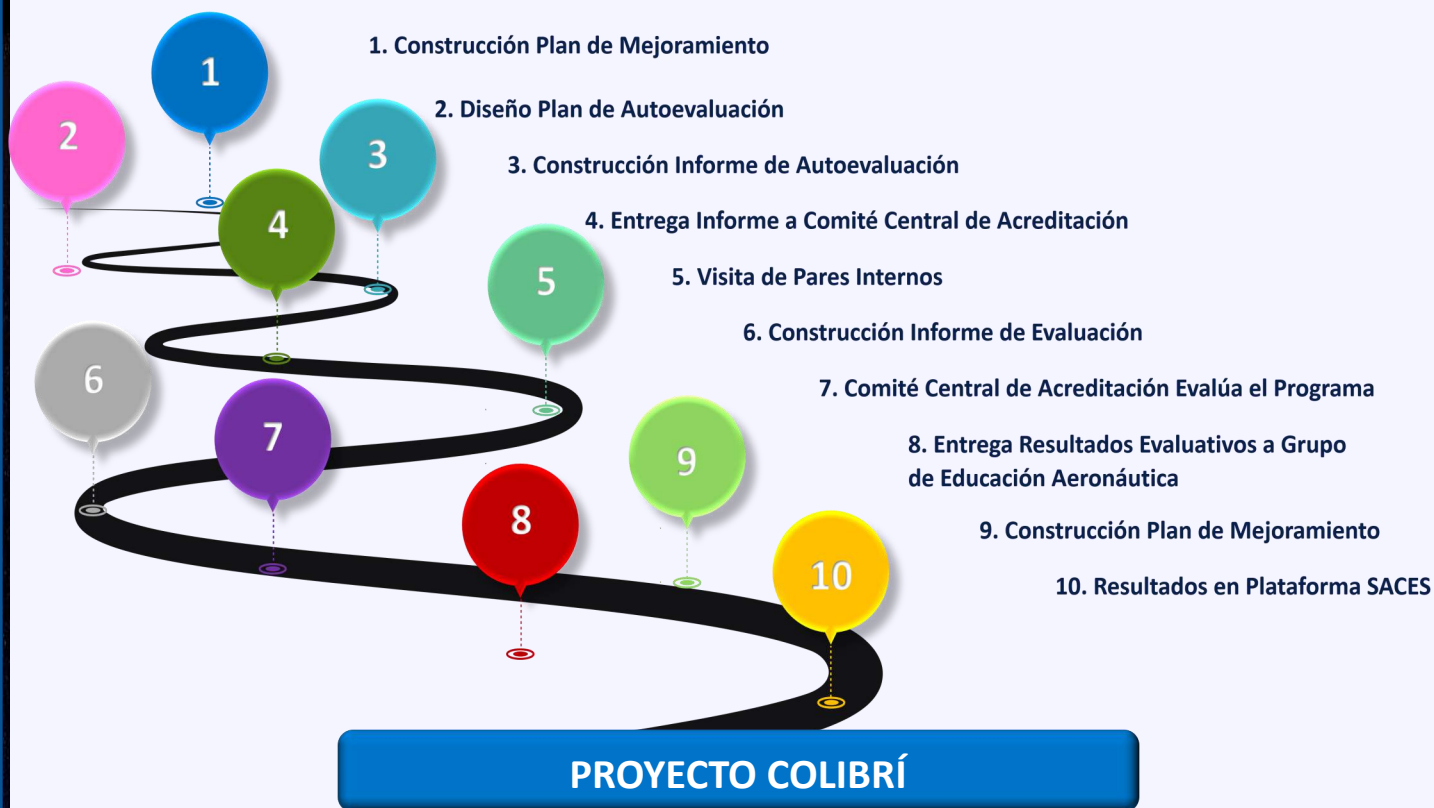 1
1. Construcción Plan de Mejoramiento
2
2. Diseño Plan de Autoevaluación
3
3. Construcción Informe de Autoevaluación
4
4. Entrega Informe a Comité Central de Acreditación
5
5. Visita de Pares Internos
6
6. Construcción Informe de Evaluación
7
7. Comité Central de Acreditación Evalúa el Programa
8
8. Entrega Resultados Evaluativos a Grupo
de Educación Aeronáutica
9
9. Construcción Plan de Mejoramiento
10
10. Resultados en Plataforma SACES
PROYECTO COLIBRÍ